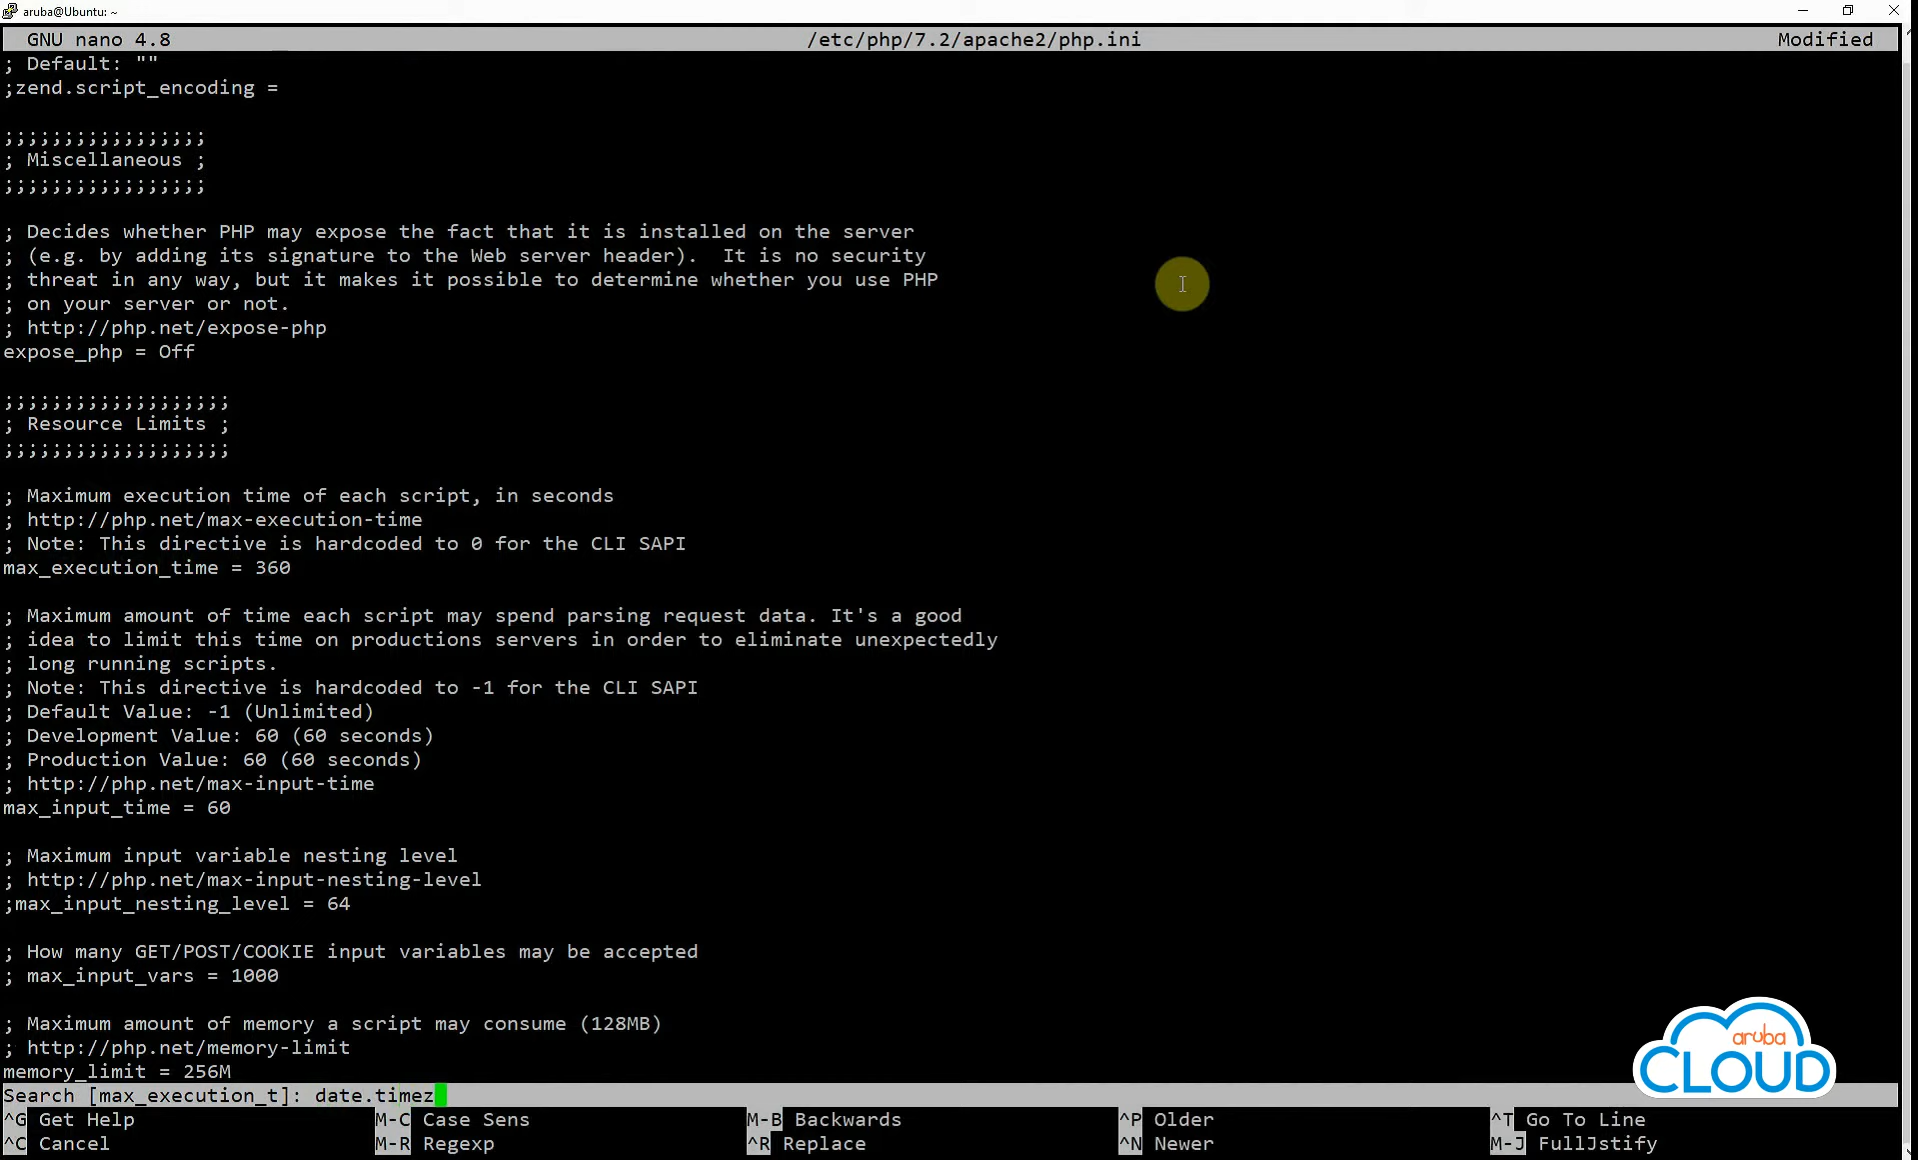 aruba@Ubuntu: ~
GNU nano 4.8 /etc/php/7.2/apache2/php.ini Modified
; Default: ""
;zend.script_encoding =
;;;;;;;;;;;;;;;;;
; Miscellaneous ;
;;;;;;;;;;;;;;;;;
; Decides whether PHP may expose the fact that it is installed on the server
; (e.g. by adding its signature to the Web server header).  It is no security
; threat in any way, but it makes it possible to determine whether you use PHP
; on your server or not.
; http://php.net/expose-php
expose_php = Off
;;;;;;;;;;;;;;;;;;;
; Resource Limits ;
;;;;;;;;;;;;;;;;;;;
; Maximum execution time of each script, in seconds
; http://php.net/max-execution-time
; Note: This directive is hardcoded to 0 for the CLI SAPI
max_execution_time = 360
; Maximum amount of time each script may spend parsing request data. It's a good
; idea to limit this time on productions servers in order to eliminate unexpectedly
; long running scripts.
; Note: This directive is hardcoded to -1 for the CLI SAPI
; Default Value: -1 (Unlimited)
; Development Value: 60 (60 seconds)
; Production Value: 60 (60 seconds)
; http://php.net/max-input-time
max_input_time = 60
; Maximum input variable nesting level
; http://php.net/max-input-nesting-level
;max_input_nesting_level = 64
; How many GET/POST/COOKIE input variables may be accepted
; max_input_vars = 1000
; Maximum amount of memory a script may consume (128MB)
; http://php.net/memory-limit
memory_limit = 256M
aruba
CLOUD
Search [max_execution_t]: date.timez
^G Get Help M-C Case Sens M-B Backwards ^P Older ^T Go To Line
^C Cancel M-R Regexp ^R Replace ^N Newer M-J FullJstify